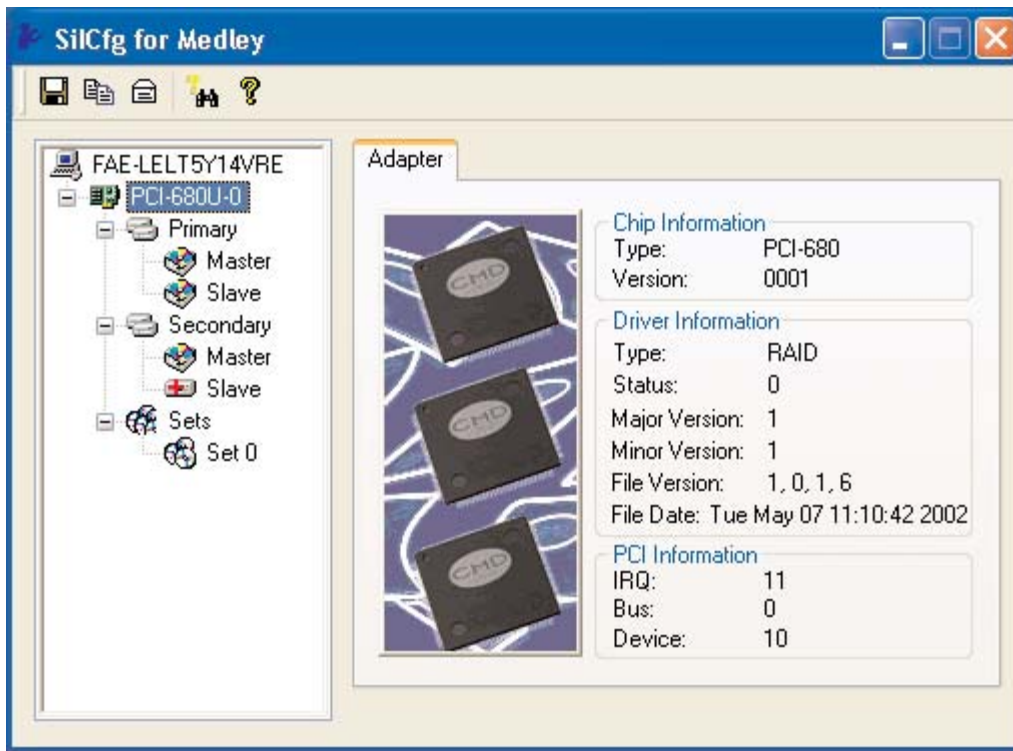 SilCfg for Medley
FAE-LELT5Y14VRE
PCI-680U-0
Primary
Master
Slave
Secondary
Master
Slave
Sets
Set 0
Adapter
CMD
CMD
CMD
Chip Information
Type: PCI-680
Version: 0001
Driver Information
Type: RAID
Status: 0
Major Version: 1
Minor Version: 1
File Version: 1, 0, 1, 6
File Date: Tue May 07 11:10:42 2002
PCI Information
IRQ: 11
Bus: 0
Device: 10